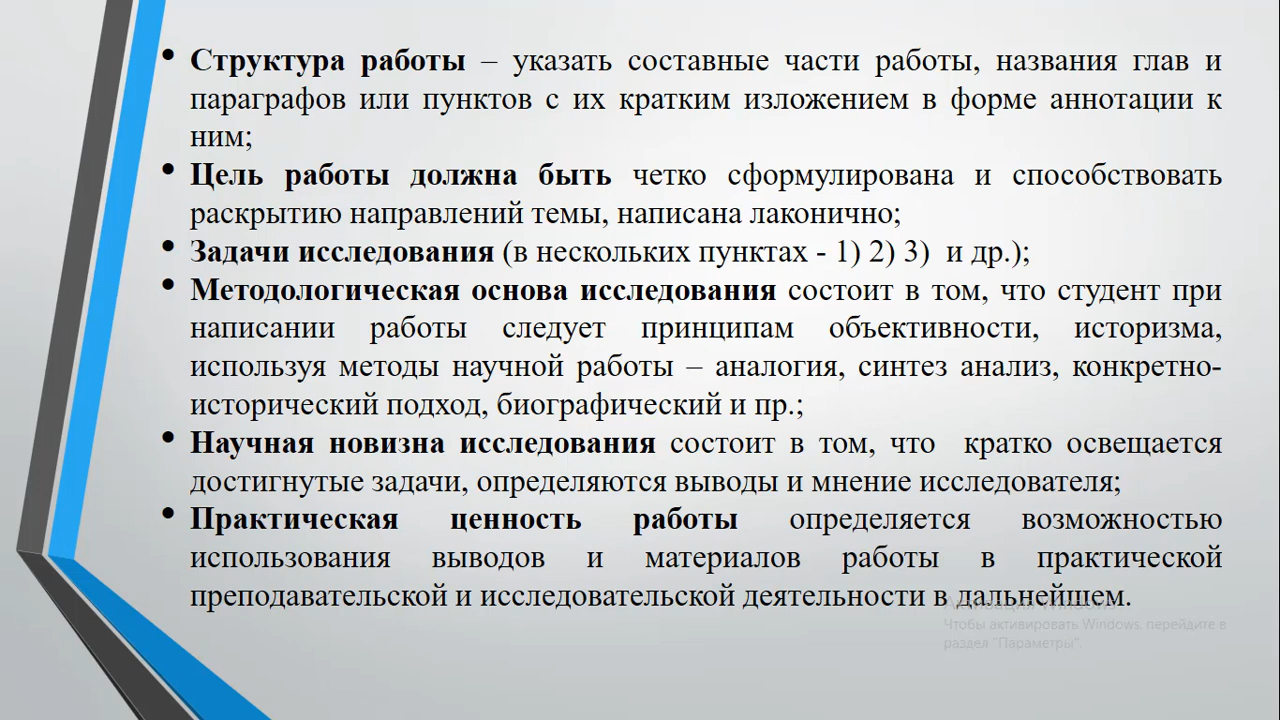 • Структура работы – указать составные части работы, названия глав и
параграфов или пунктов с их кратким изложением в форме аннотации к
ним;
• Цель работы должна быть четко сформулирована и способствовать
раскрытию направлений темы, написана лаконично;
• Задачи исследования (в нескольких пунктах - 1) 2) 3)  и др.);
• Методологическая основа исследования состоит в том, что студент при
написании работы следует принципам объективности, историзма,
используя методы научной работы – аналогия, синтез анализ, конкретно-
исторический подход, биографический и пр.;
• Научная новизна исследования состоит в том, что  кратко освещается
достигнутые задачи, определяются выводы и мнение исследователя;
• Практическая ценность работы определяется возможностью
использования выводов и материалов работы в практической
преподавательской и исследовательской деятельности в дальнейшем.
Активация Windows
Чтобы активировать Windows, перейдите в
раздел "Параметры".